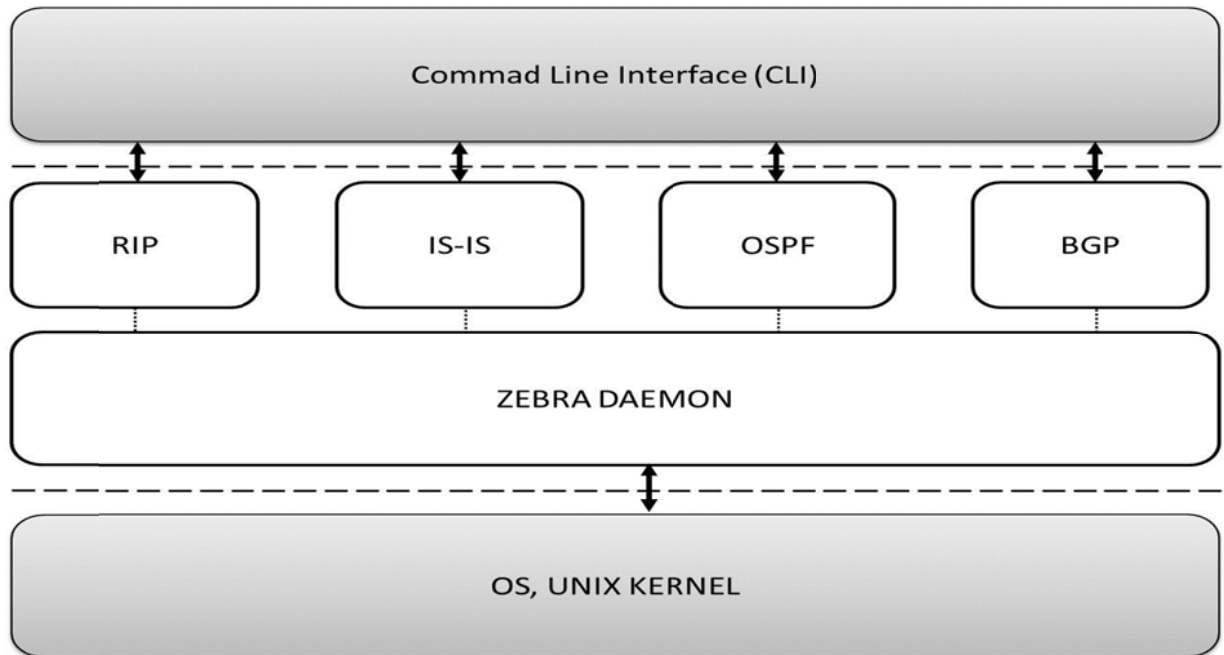 Commad Line Interface (CLI)
RIP
IS-IS
OSPF
BGP
ZEBRA DAEMON
OS, UNIX KERNEL